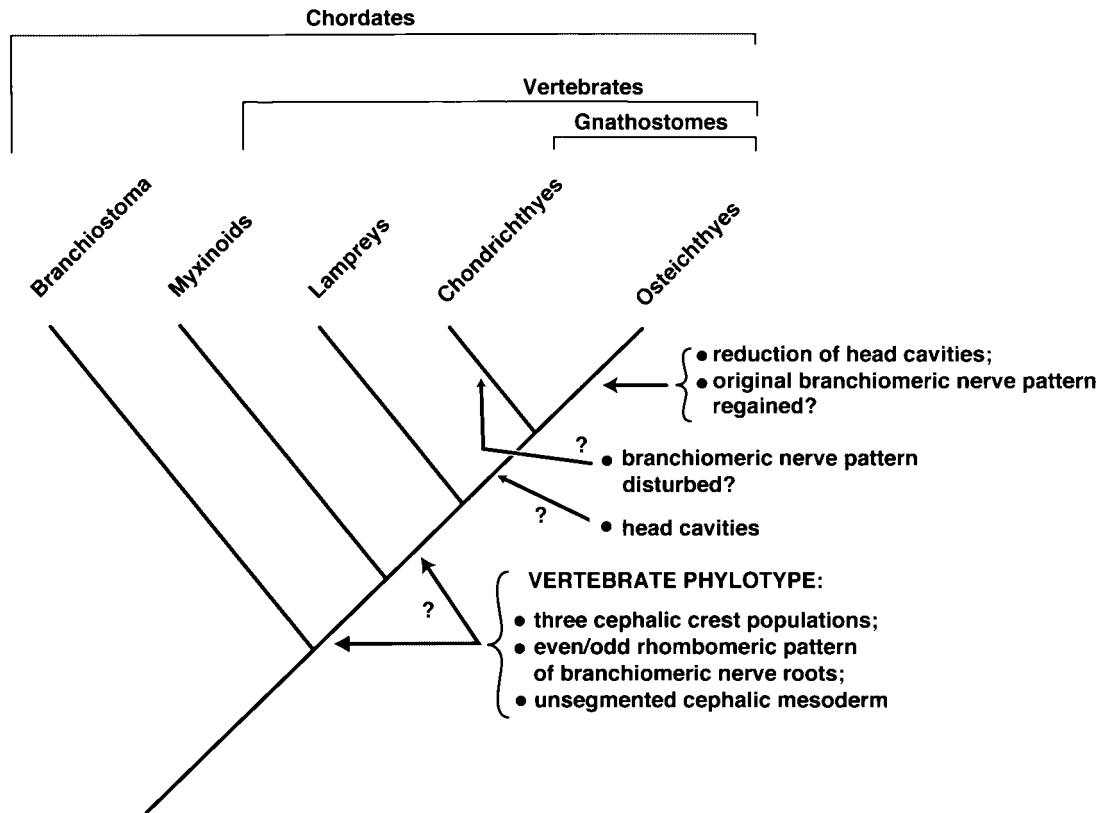 Chordates
Vertebrates
Gnathostomes
Branchiostoma
Myxinoids
Lampreys
Chondrichthyes
Osteichthyes
• reduction of head cavities;
• original branchiomeric nerve pattern
regained?
?
• branchiomeric nerve pattern
disturbed?
?
• head cavities
VERTEBRATE PHYLOTYPE:
?
• three cephalic crest populations;
• even/odd rhombomeric pattern
of branchiomeric nerve roots;
• unsegmented cephalic mesoderm